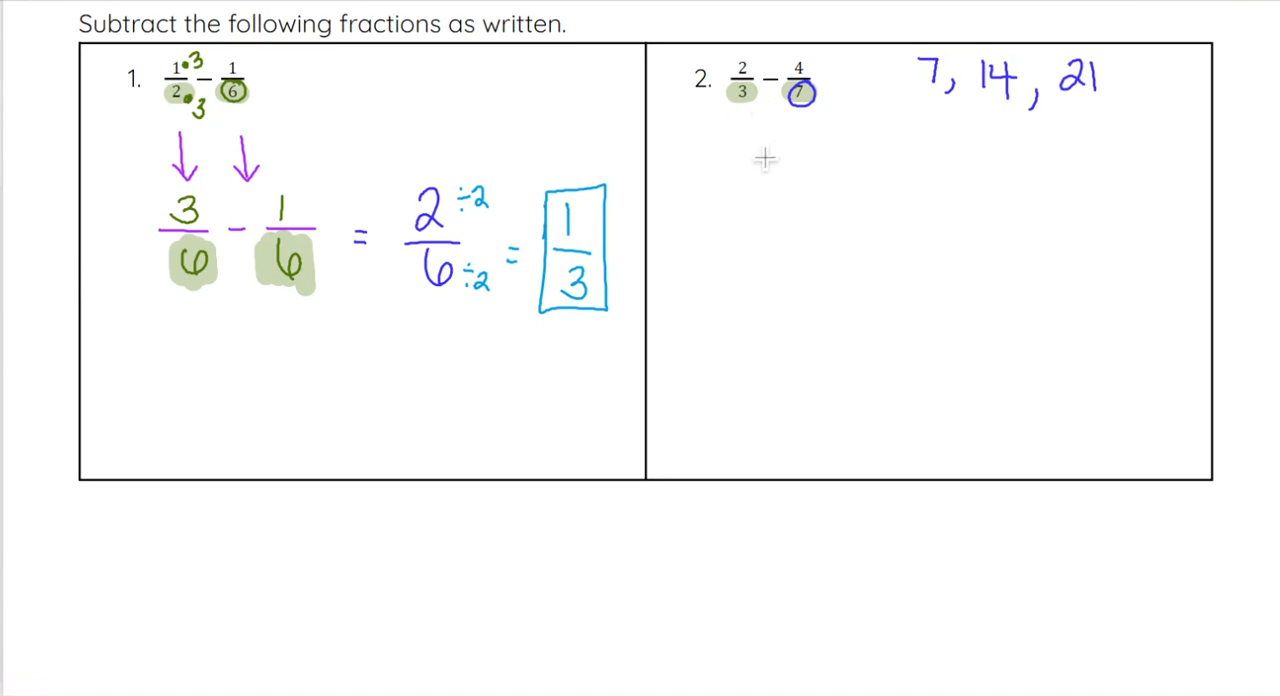 Subtract the following fractions as written.
1. 1/2 - 1/6
•3
•3
3/6 - 1/6 = 2/6 = 1/3
÷2
÷2
2. 2/3 - 4/7
7, 14, 21